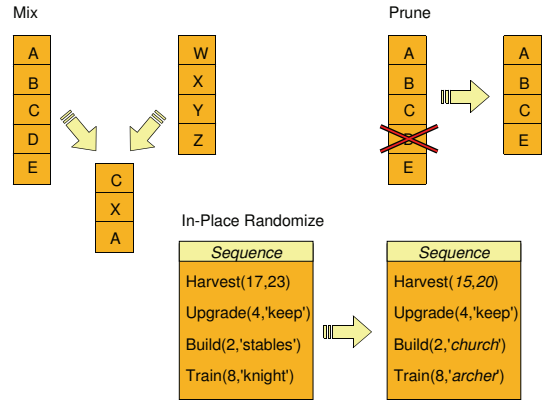 Mix
A
B
C
D
E
W
X
Y
Z
C
X
A
Prune
A
B
C
D
E
A
B
C
E
In-Place Randomize
Sequence
Harvest(17,23)
Upgrade(4,'keep')
Build(2,'stables')
Train(8,'knight')
Sequence
Harvest(15,20)
Upgrade(4,'keep')
Build(2,'church')
Train(8,'archer')